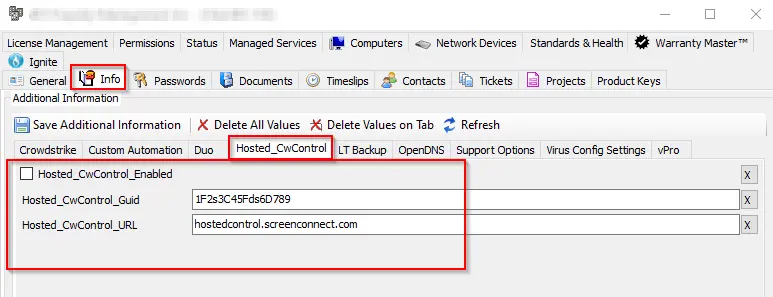 License Management Permissions Status Managed Services Computers Network Devices Standards & Health Warranty Master™
Ignite
General Info Passwords Documents Timeslips Contacts Tickets Projects Product Keys
Additional Information
Save Additional Information Delete All Values Delete Values on Tab Refresh
Crowdstrike Custom Automation Duo Hosted_CwControl LT Backup OpenDNS Support Options Virus Config Settings vPro
Hosted_CwControl_Enabled X
Hosted_CwControl_Guid 1F2s3C45Fds6D789 X
Hosted_CwControl_URL hostedcontrol.screenconnect.com X